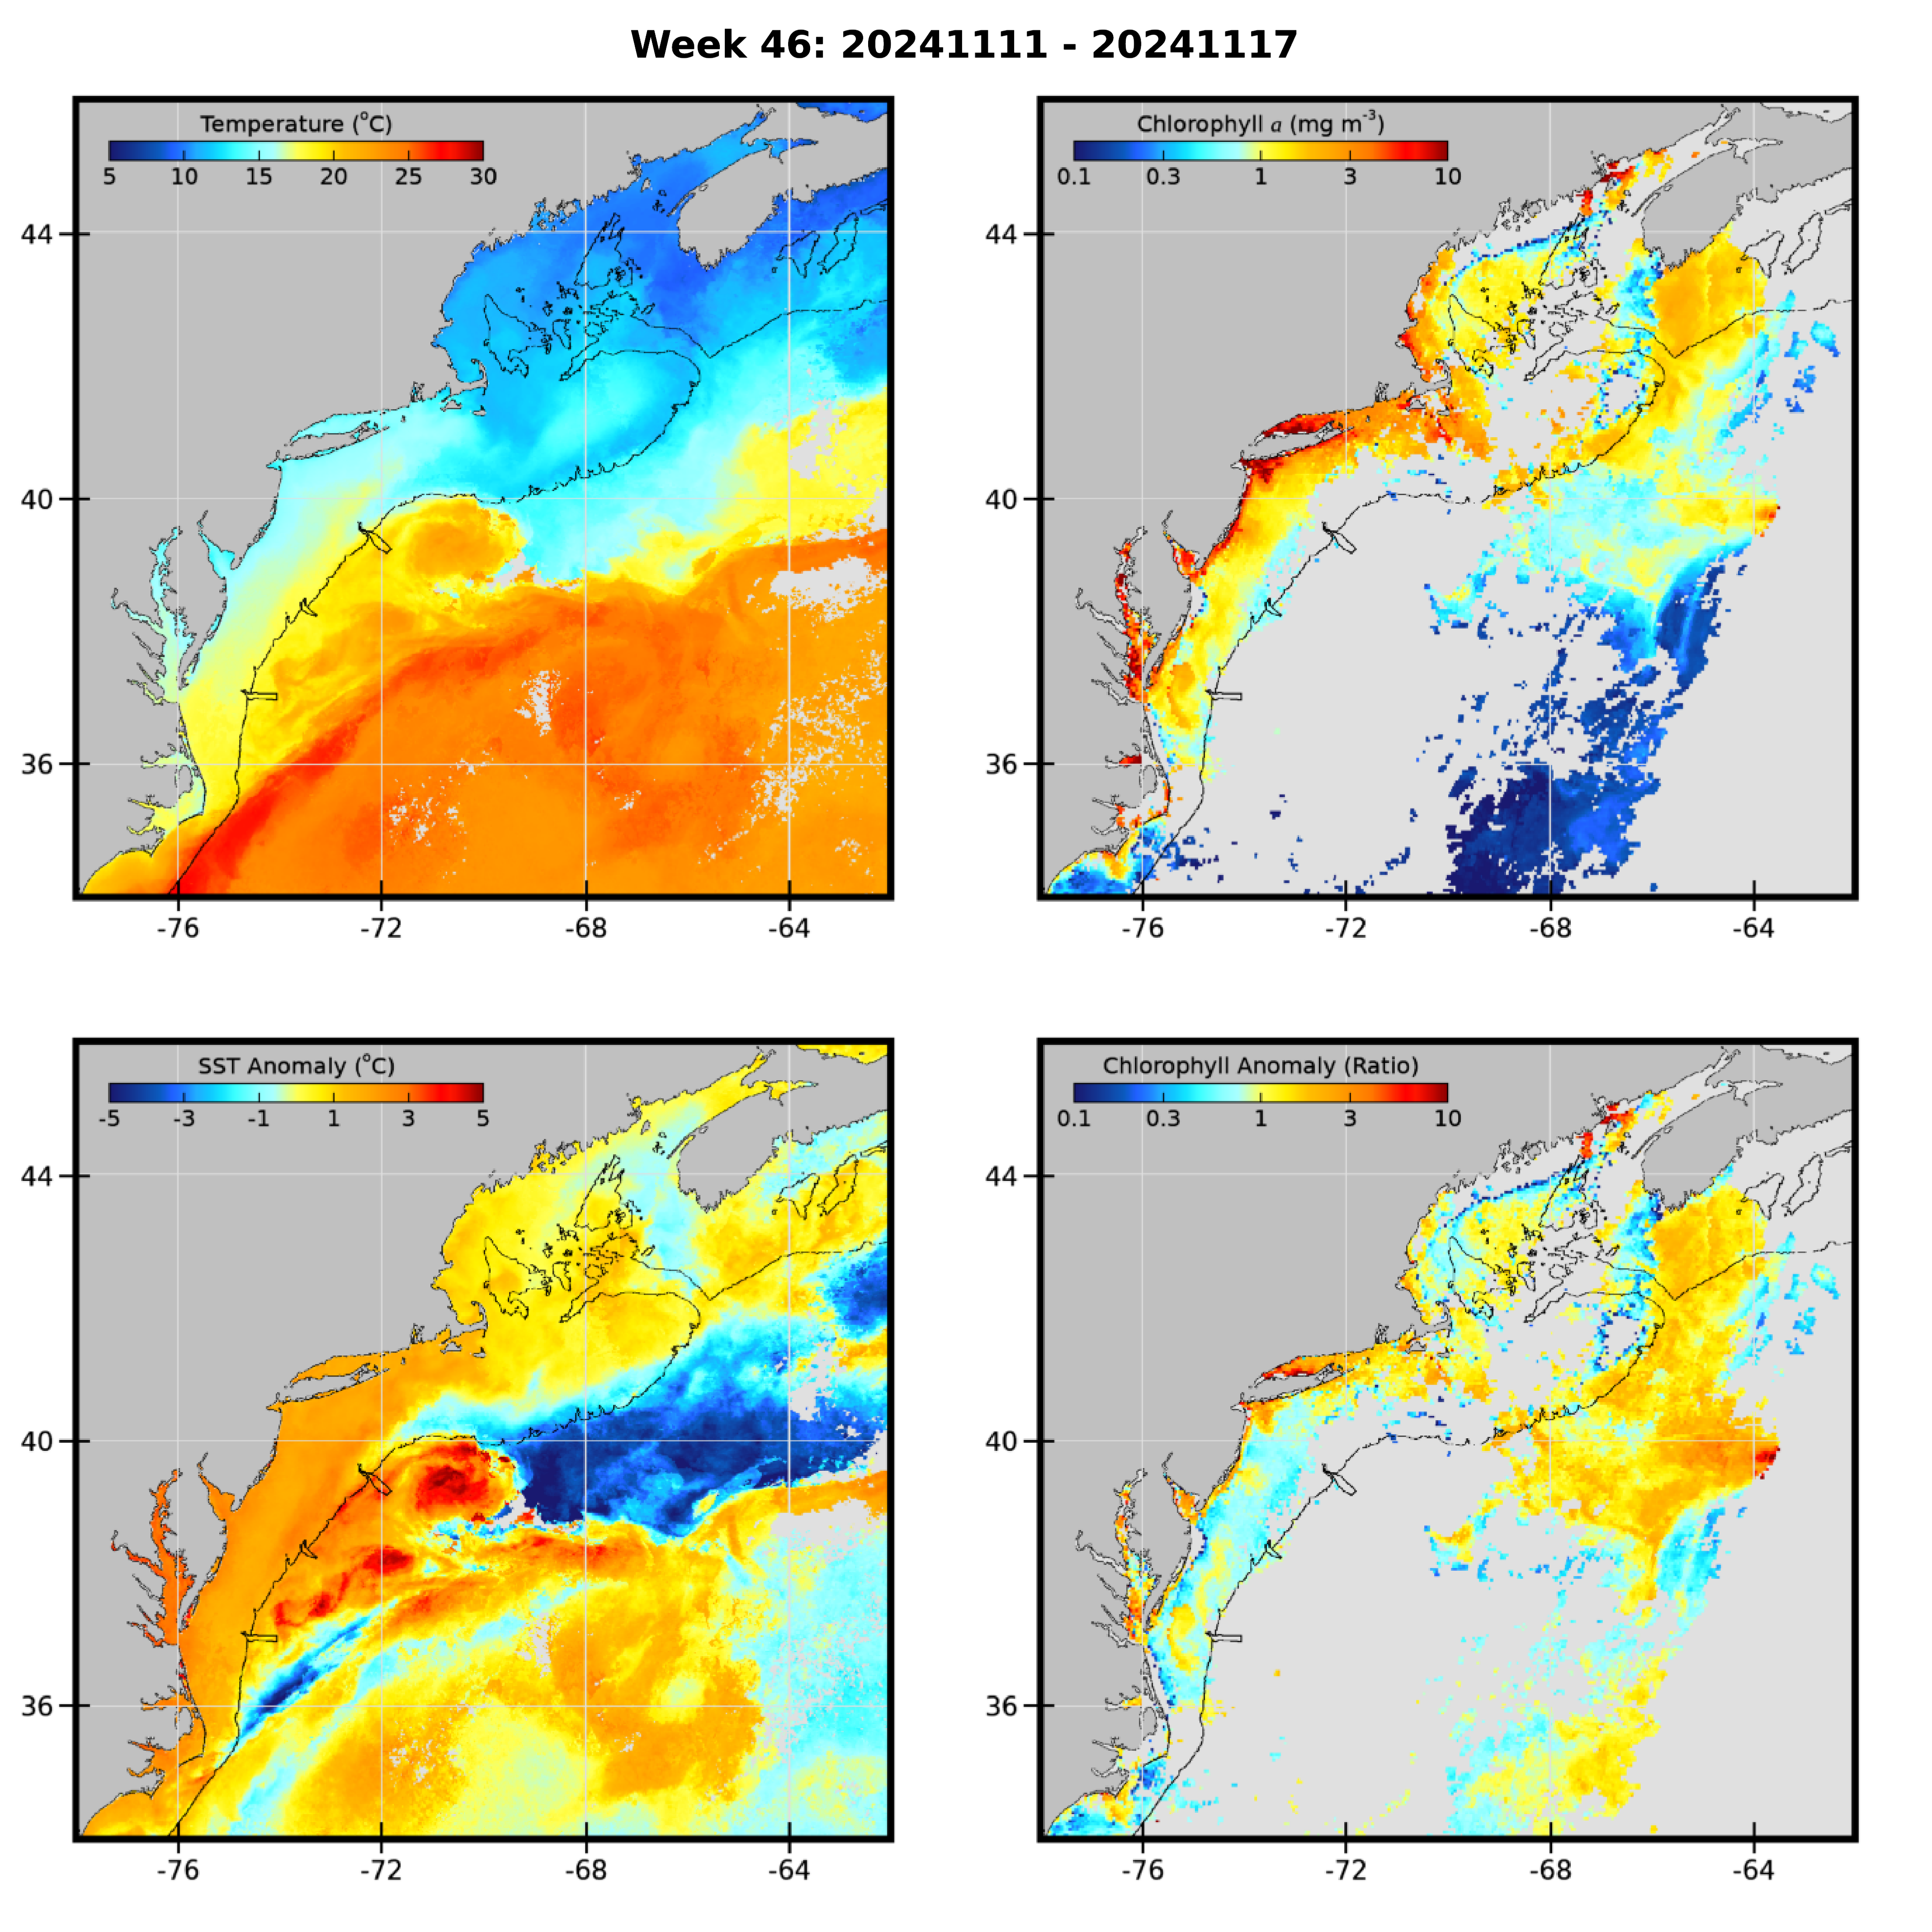 Week 46: 20241111 - 20241117
Temperature (°C)
5 10 15 20 25 30
44
40
36
-76 -72 -68 -64
Chlorophyll a (mg m⁻³)
0.1 0.3 1 3 10
44
40
36
-76 -72 -68 -64
SST Anomaly (°C)
-5 -3 -1 1 3 5
44
40
36
-76 -72 -68 -64
Chlorophyll Anomaly (Ratio)
0.1 0.3 1 3 10
44
40
36
-76 -72 -68 -64